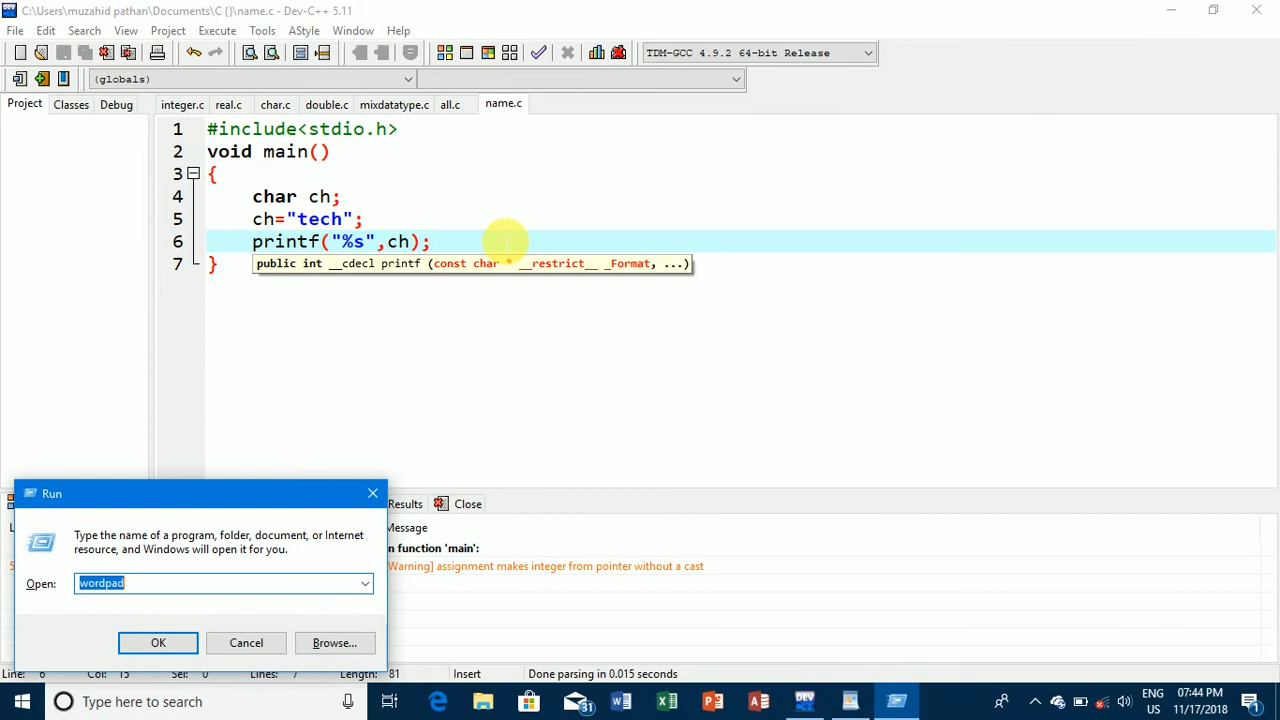 C:\Users\muzahid pathan\Documents\C {}\name.c - Dev-C++ 5.11
File Edit Search View Project Execute Tools AStyle Window Help
TDM-GCC 4.9.2 64-bit Release
(globals)
Project Classes Debug
integer.c real.c char.c double.c mixdatatype.c all.c name.c
1 #include<stdio.h>
2 void main()
3 {
4 char ch;
5 ch="tech";
6 printf("%s",ch);
public int __cdecl printf (const char * __restrict__ _Format, ...)
7 }
Results Close
Message
n function 'main':
Warning] assignment makes integer from pointer without a cast
Run
Type the name of a program, folder, document, or Internet
resource, and Windows will open it for you.
Open: wordpad
OK Cancel Browse...
Line: 6 Col: 15 Sel: 0 Lines: 7 Length: 81 Insert Done parsing in 0.015 seconds
Type here to search
31
ENG
US
07:44 PM
11/17/2018
1